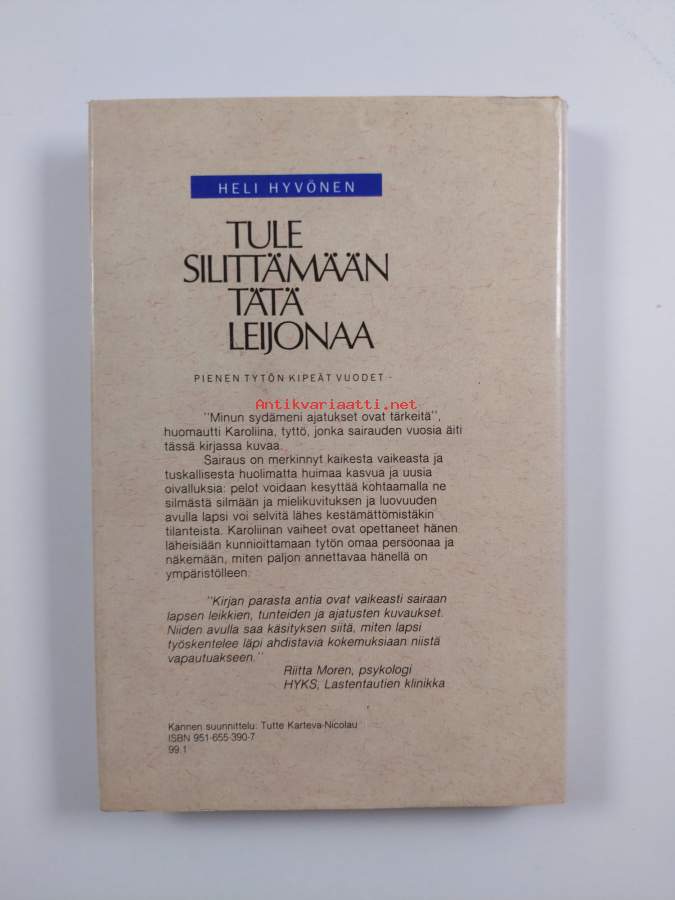 HELI HYVÖNEN
TULE
SILITTÄMÄÄN
TÄTÄ
LEIJONAA
PIENEN TYTÖN KIPEÄT VUODET
Antikvariaatti.net
"Minun sydämeni ajatukset ovat tärkeitä",
huomautti Karoliina, tyttö, jonka sairauden vuosia äiti
tässä kirjassa kuvaa.
Sairaus on merkinnyt kaikesta vaikeasta ja
tuskallisesta huolimatta huimaa kasvua ja uusia
oivalluksia: pelot voidaan kesyttää kohtaamalla ne
silmästä silmään ja mielikuvituksen ja luovuuden
avulla lapsi voi selvitä lähes kestämättömistäkin
tilanteista. Karoliinan vaiheet ovat opettaneet hänen
läheisiään kunnioittamaan tytön omaa persoonaa ja
näkemään, miten paljon annettavaa hänellä on
ympäristölleen.
"Kirjan parasta antia ovat vaikeasti sairaan
lapsen leikkien, tunteiden ja ajatusten kuvaukset.
Niiden avulla saa käsityksen siitä, miten lapsi
työskentelee läpi ahdistavia kokemuksiaan niistä
vapautuakseen."
Riitta Moren, psykologi
HYKS, Lastentautien klinikka
Kannen suunnittelu: Tutte Karteva-Nicolau
ISBN 951-655-390-7
99.1